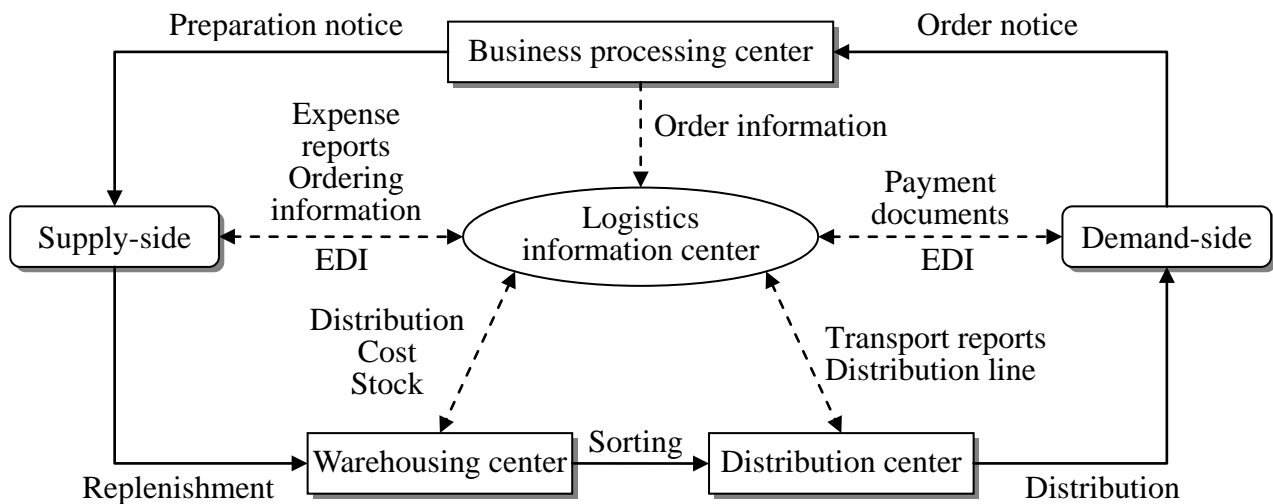 Preparation notice
Business processing center
Order notice
Expense
reports
Ordering
information
EDI
Order information
Payment
documents
EDI
Supply-side
Logistics
information center
Demand-side
Distribution
Cost
Stock
Transport reports
Distribution line
Replenishment
Warehousing center
Sorting
Distribution center
Distribution